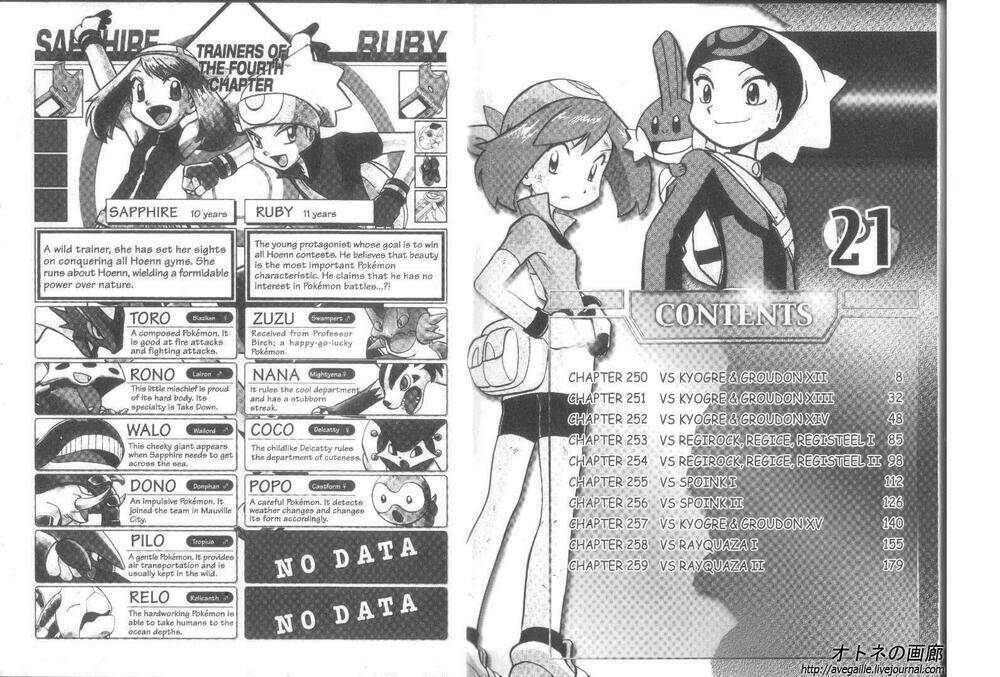 SAPPHIRE
TRAINERS OF
THE FOURTH
CHAPTER
RUBY
SAPPHIRE 10 years
RUBY 11 years
A wild trainer, she has set her sights
on conquering all Hoenn gyms. She
runs about Hoenn, wielding a formidable
power over nature.
The young protagonist whose goal is to win
all Hoenn contests. He believes that beauty
is the most important Pokémon
characteristic. He claims that he has no
interest in Pokémon battles...?!
TORO Blaziken ♀
A composed Pokémon. It
is good at fire attacks
and fighting attacks.
RONO Lairon ♂
This little mischief is proud
of its hard body. Its
specialty is Take Down.
WALO Wailord ♂
This cheeky giant appears
when Sapphire needs to get
across the sea.
DONO Donphan ♂
An impulsive Pokémon. It
joined the team in Mauville
City.
PILO Tropius ♂
A gentle Pokémon. It provides
air transportation and is
usually kept in the wild.
RELO Relicanth ♂
The hardworking Pokémon is
able to take humans to the
ocean depths.
ZUZU Swampert ♂
Received from Professor
Birch; a happy-go-lucky
Pokémon.
NANA Mightyena ♀
It rules the cool department
and has a stubborn
streak.
COCO Delcatty ♀
The childlike Delcatty rules
the department of cuteness.
POPO Castform ♀
A careful Pokémon. It detects
weather changes and changes
its form accordingly.
NO DATA
NO DATA
21
CONTENTS
CHAPTER 250 VS KYOGRE & GROUDON XII 8
CHAPTER 251 VS KYOGRE & GROUDON XIII 32
CHAPTER 252 VS KYOGRE & GROUDON XIV 48
CHAPTER 253 VS REGIROCK, REGICE, REGISTEEL I 85
CHAPTER 254 VS REGIROCK, REGICE, REGISTEEL II 98
CHAPTER 255 VS SPOINK I 112
CHAPTER 256 VS SPOINK II 126
CHAPTER 257 VS KYOGRE & GROUDON XV 140
CHAPTER 258 VS RAYQUAZA I 155
CHAPTER 259 VS RAYQUAZA II 179
オトネの画廊
http://avegaille.livejournal.com